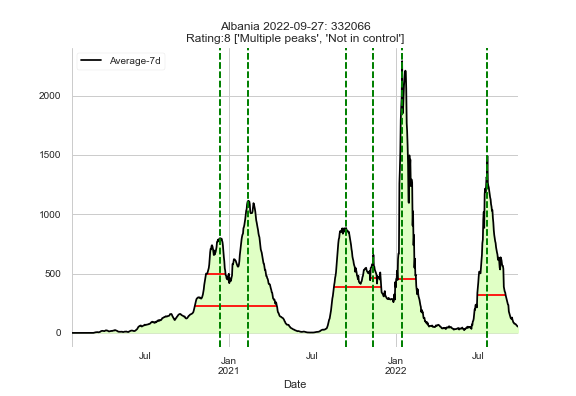 Albania 2022-09-27: 332066
Rating:8 ['Multiple peaks', 'Not in control']
Average-7d
2000
1500
1000
500
0
Jul
Jan
2021
Jul
Jan
2022
Jul
Date